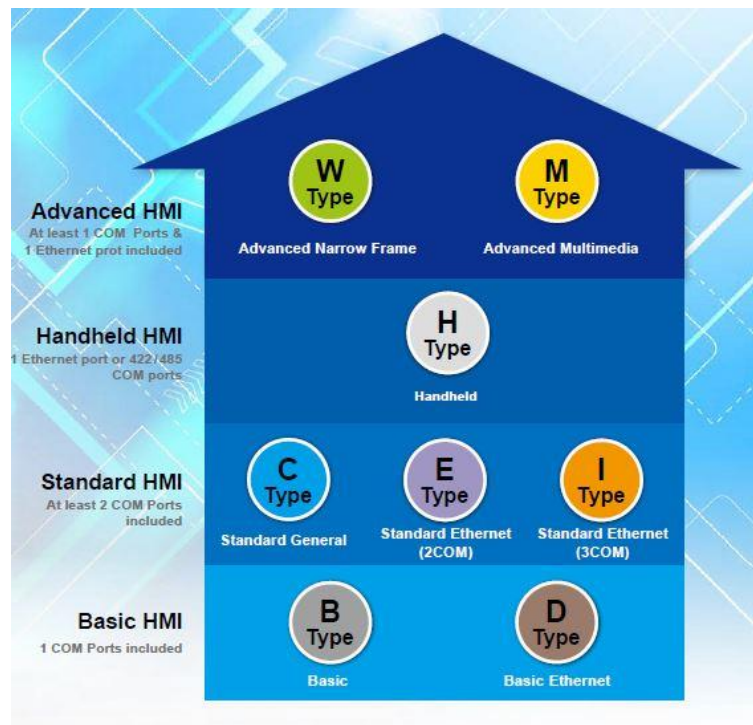 W
Type
M
Type
Advanced HMI
At least 1 COM Ports &
1 Ethernet prot included
Advanced Narrow Frame
Advanced Multimedia
H
Type
Handheld HMI
1 Ethernet port or 422/485
COM ports
Handheld
C
Type
E
Type
I
Type
Standard HMI
At least 2 COM Ports
included
Standard General
Standard Ethernet
(2COM)
Standard Ethernet
(3COM)
B
Type
D
Type
Basic HMI
1 COM Ports included
Basic
Basic Ethernet